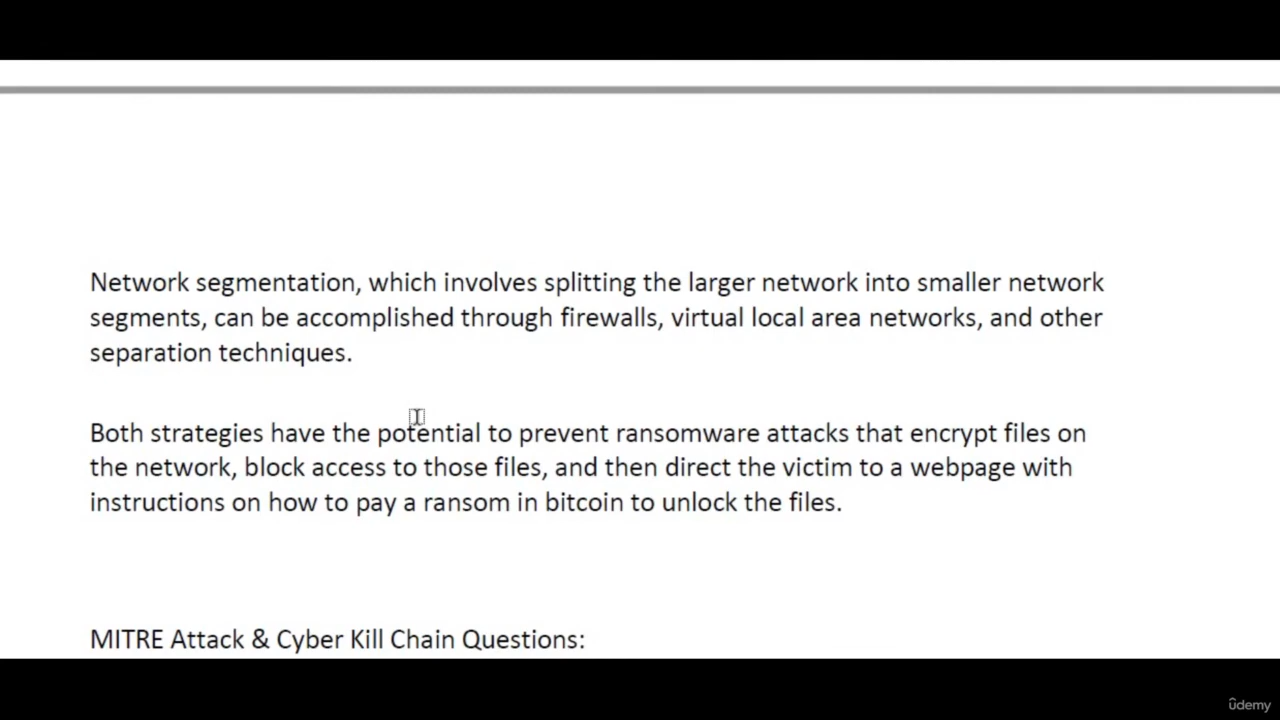 Network segmentation, which involves splitting the larger network into smaller network
segments, can be accomplished through firewalls, virtual local area networks, and other
separation techniques.
Both strategies have the potential to prevent ransomware attacks that encrypt files on
the network, block access to those files, and then direct the victim to a webpage with
instructions on how to pay a ransom in bitcoin to unlock the files.
MITRE Attack & Cyber Kill Chain Questions:
ûdemy